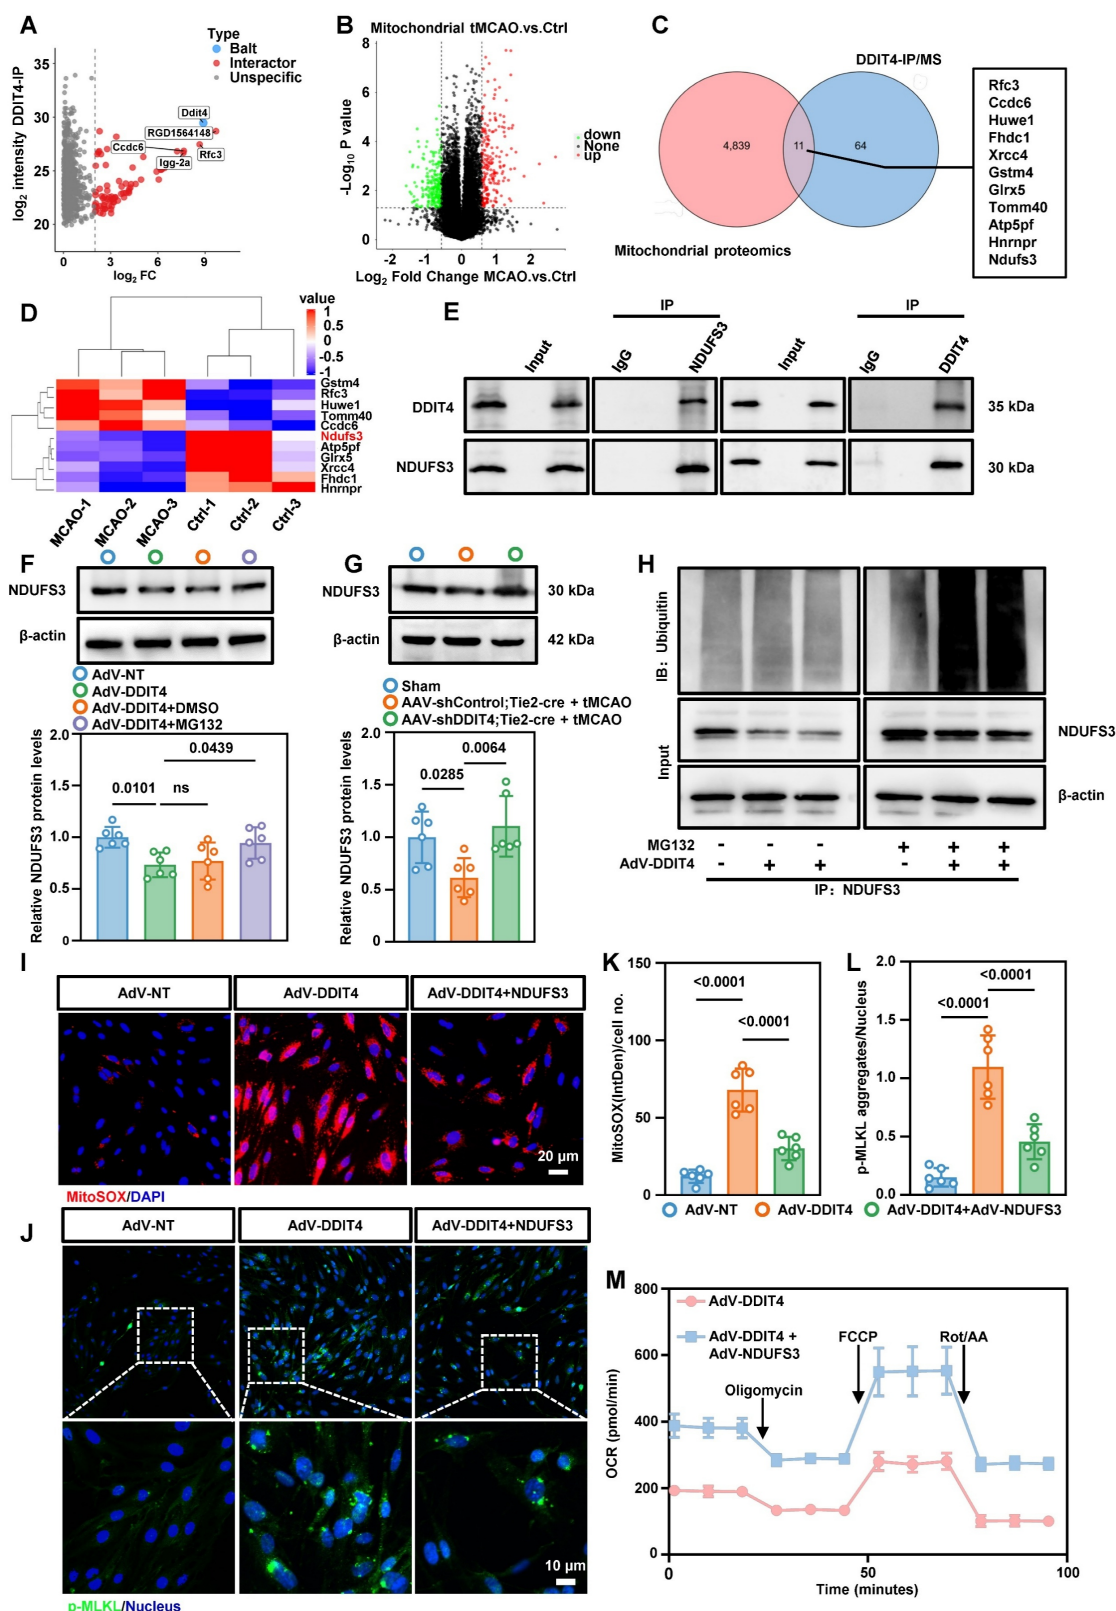 A
Type
Balt
Interactor
Unspecific
log2 intensity DDIT4-IP
35
30
25
20
Ddit4
RGD1564148
Ccdc6
Igg-2a
Rfc3
0
3
6
9
log2 FC
B
Mitochondrial tMCAO.vs.Ctrl
-Log10 P value
8
6
4
2
0
down
None
up
-2
-1
0
1
2
Log2 Fold Change MCAO.vs.Ctrl
C
DDIT4-IP/MS
4,839
11
64
Mitochondrial proteomics
Rfc3
Ccdc6
Huwe1
Fhdc1
Xrcc4
Gstm4
Glrx5
Tomm40
Atp5pf
Hnrnpr
Ndufs3
D
value
1
0.5
0
-0.5
-1
Gstm4
Rfc3
Huwe1
Tomm40
Ccdc6
Ndufs3
Atp5pf
Glrx5
Xrcc4
Fhdc1
Hnrnpr
MCAO-1
MCAO-2
MCAO-3
Ctrl-1
Ctrl-2
Ctrl-3
E
IP
IP
Input
IgG
NDUFS3
Input
IgG
DDIT4
DDIT4
35 kDa
NDUFS3
30 kDa
F
NDUFS3
β-actin
AdV-NT
AdV-DDIT4
AdV-DDIT4+DMSO
AdV-DDIT4+MG132
Relative NDUFS3 protein levels
2.0
1.5
1.0
0.5
0
0.0439
0.0101
ns
G
NDUFS3
30 kDa
β-actin
42 kDa
Sham
AAV-shControl;Tie2-cre + tMCAO
AAV-shDDIT4;Tie2-cre + tMCAO
Relative NDUFS3 protein levels
2.0
1.5
1.0
0.5
0
0.0064
0.0285
H
IB: Ubiquitin
Input
NDUFS3
β-actin
MG132 - - - + + +
AdV-DDIT4 - + + - + +
IP: NDUFS3
I
AdV-NT
AdV-DDIT4
AdV-DDIT4+NDUFS3
20 μm
MitoSOX/DAPI
J
AdV-NT
AdV-DDIT4
AdV-DDIT4+NDUFS3
10 μm
p-MLKL/Nucleus
K
MitoSOX(IntDen)/cell no.
150
100
50
0
<0.0001
<0.0001
L
p-MLKL aggregates/Nucleus
2.0
1.5
1.0
0.5
0.0
<0.0001
<0.0001
AdV-NT
AdV-DDIT4
AdV-DDIT4+AdV-NDUFS3
M
OCR (pmol/min)
800
600
400
200
0
AdV-DDIT4
AdV-DDIT4 +
AdV-NDUFS3
Oligomycin
FCCP
Rot/AA
0
50
100
Time (minutes)